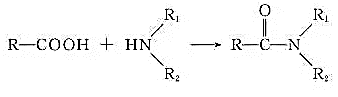 O
R₁ R₁
R—COOH + HN → R—C—N
R₂ R₂